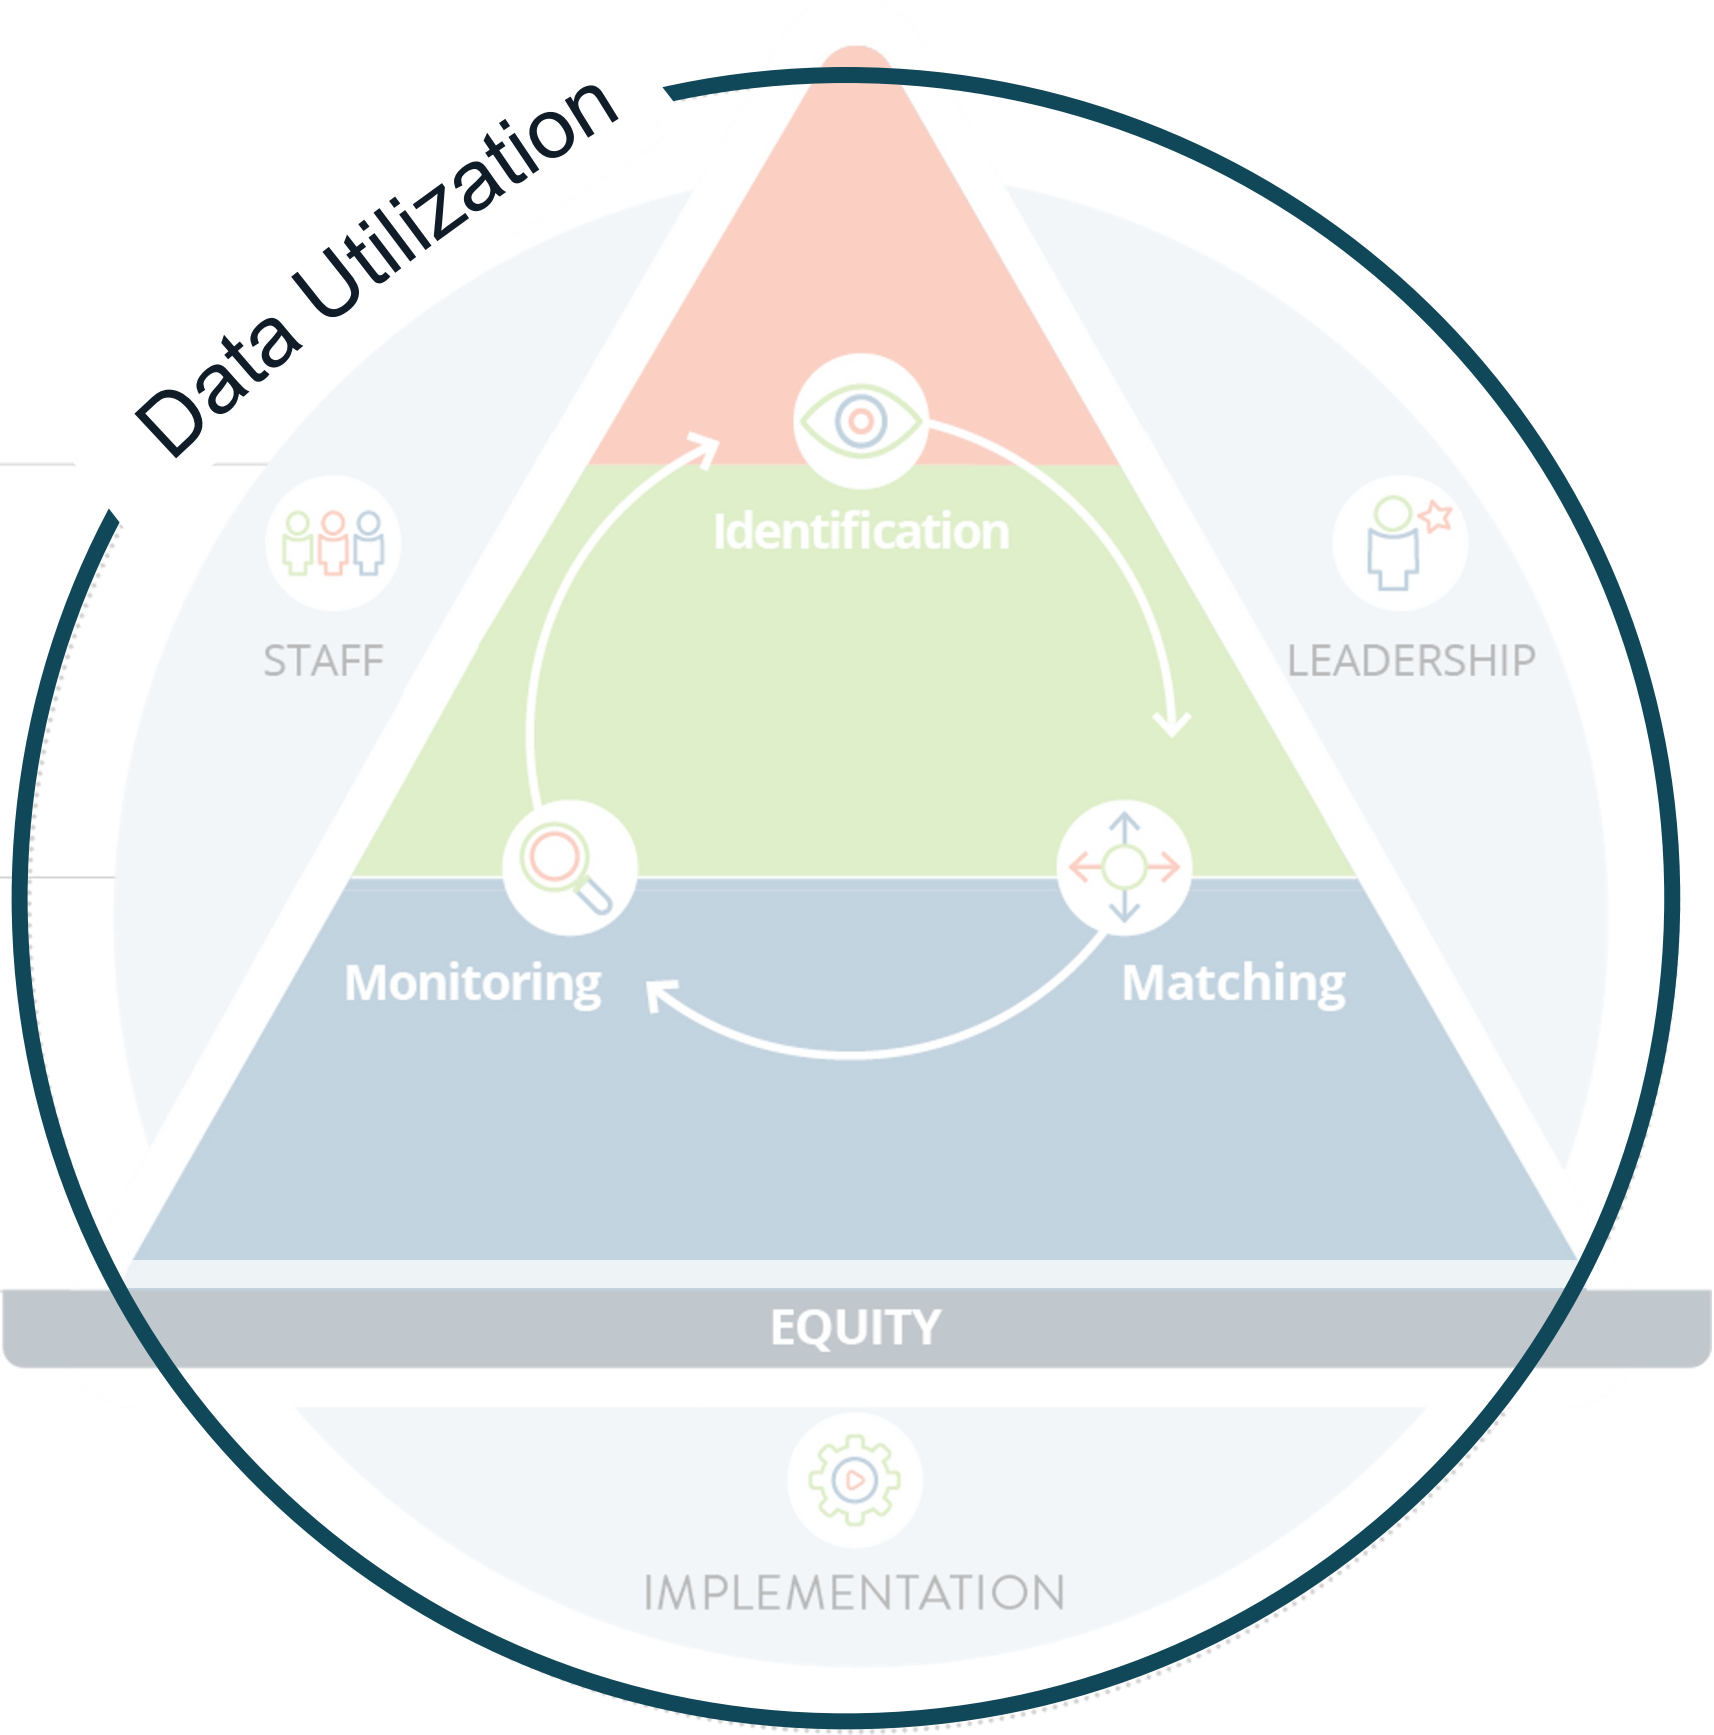 Data Utilization
Identification
STAFF
LEADERSHIP
Monitoring
Matching
EQUITY
IMPLEMENTATION